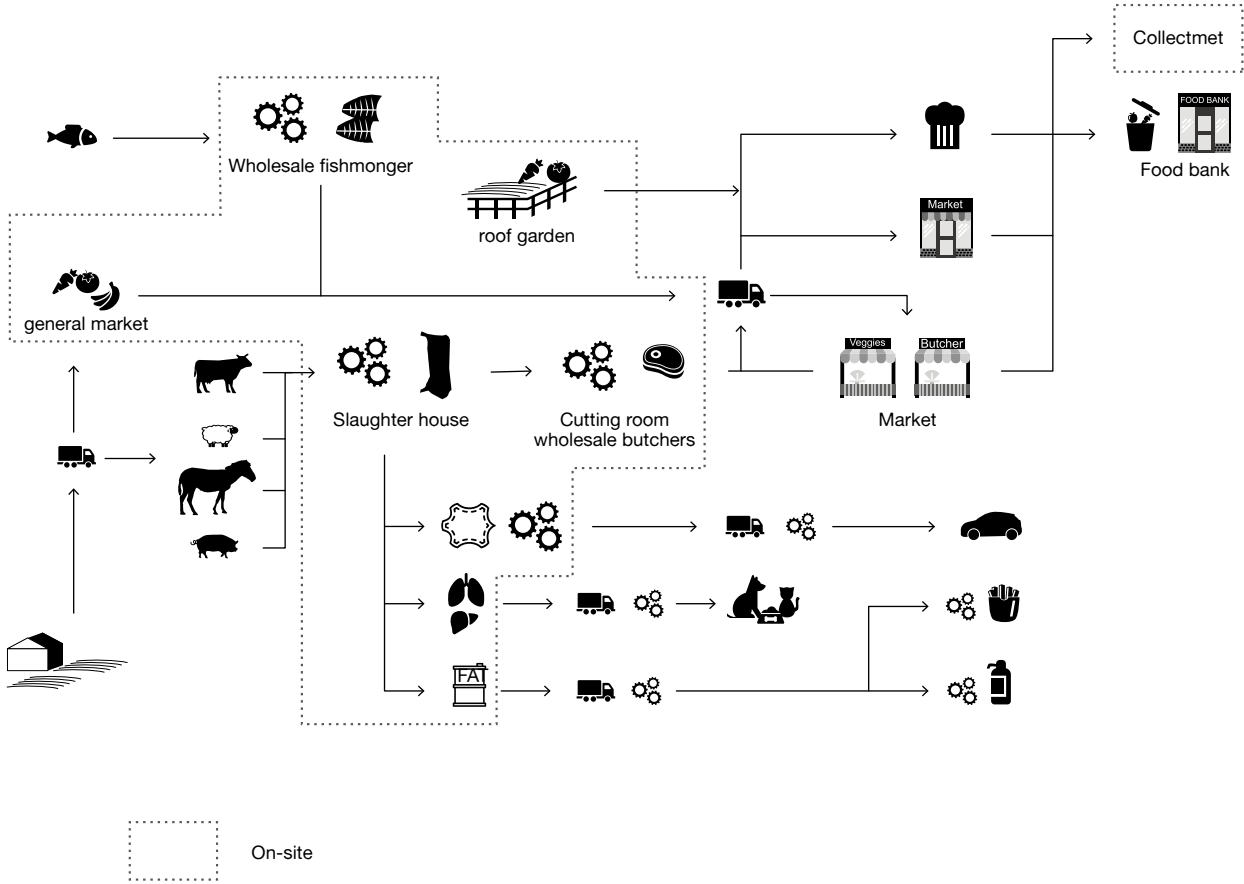 Collectmet
FOOD BANK
Food bank
Wholesale fishmonger
Market
roof garden
general market
Veggies
Butcher
Market
Slaughter house
Cutting room
wholesale butchers
FAT
On-site